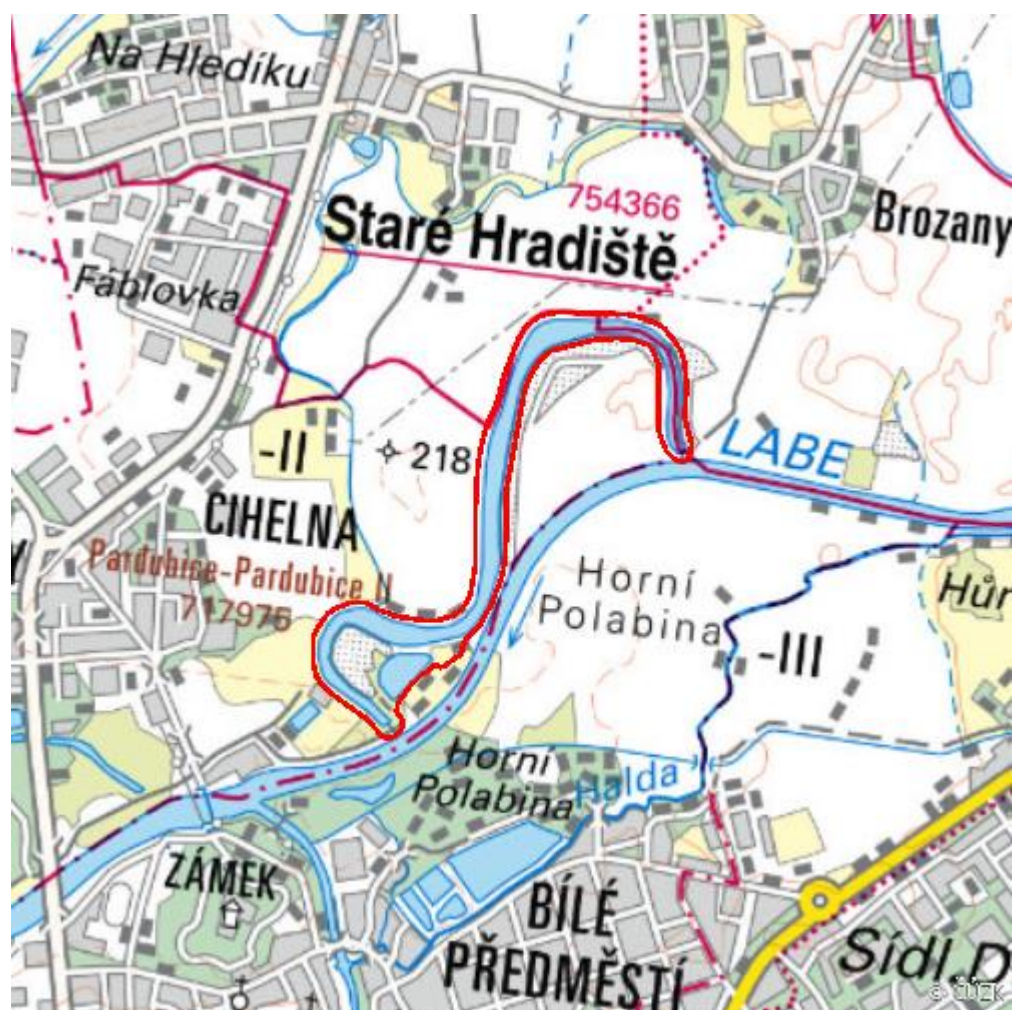 Na Hledíku
754366
Staré Hradiště
Brozany
Fáblovka
-II
218
LABE
CIHELNA
Pardubice-Pardubice II
717975
Horní
Polabina
Hůr
-III
Horní
Polabina
Halda
ZÁMEK
BÍLÉ
PŘEDMĚSTÍ
Sídl.D
© ČÚZK